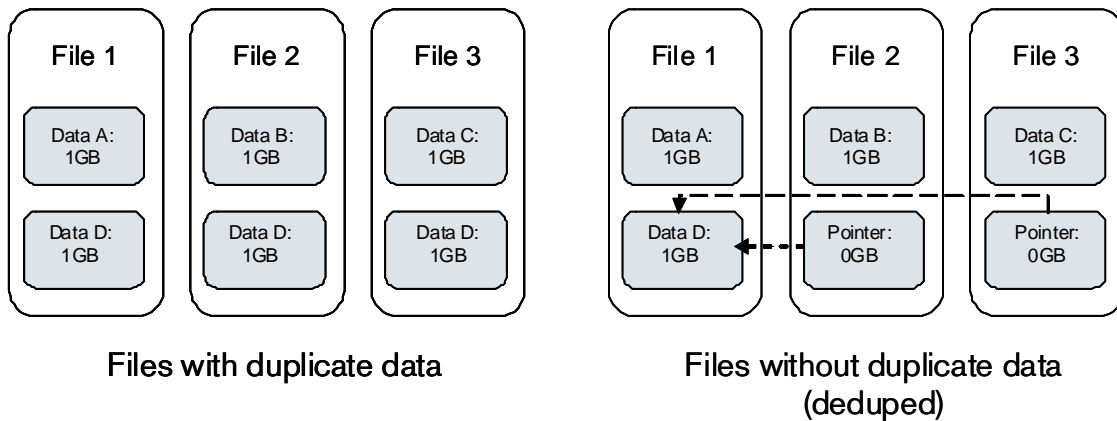 File 1
File 2
File 3
Data A:
1GB
Data B:
1GB
Data C:
1GB
Data D:
1GB
Data D:
1GB
Data D:
1GB
Files with duplicate data
File 1
File 2
File 3
Data A:
1GB
Data B:
1GB
Data C:
1GB
Data D:
1GB
Pointer:
0GB
Pointer:
0GB
Files without duplicate data
(deduped)